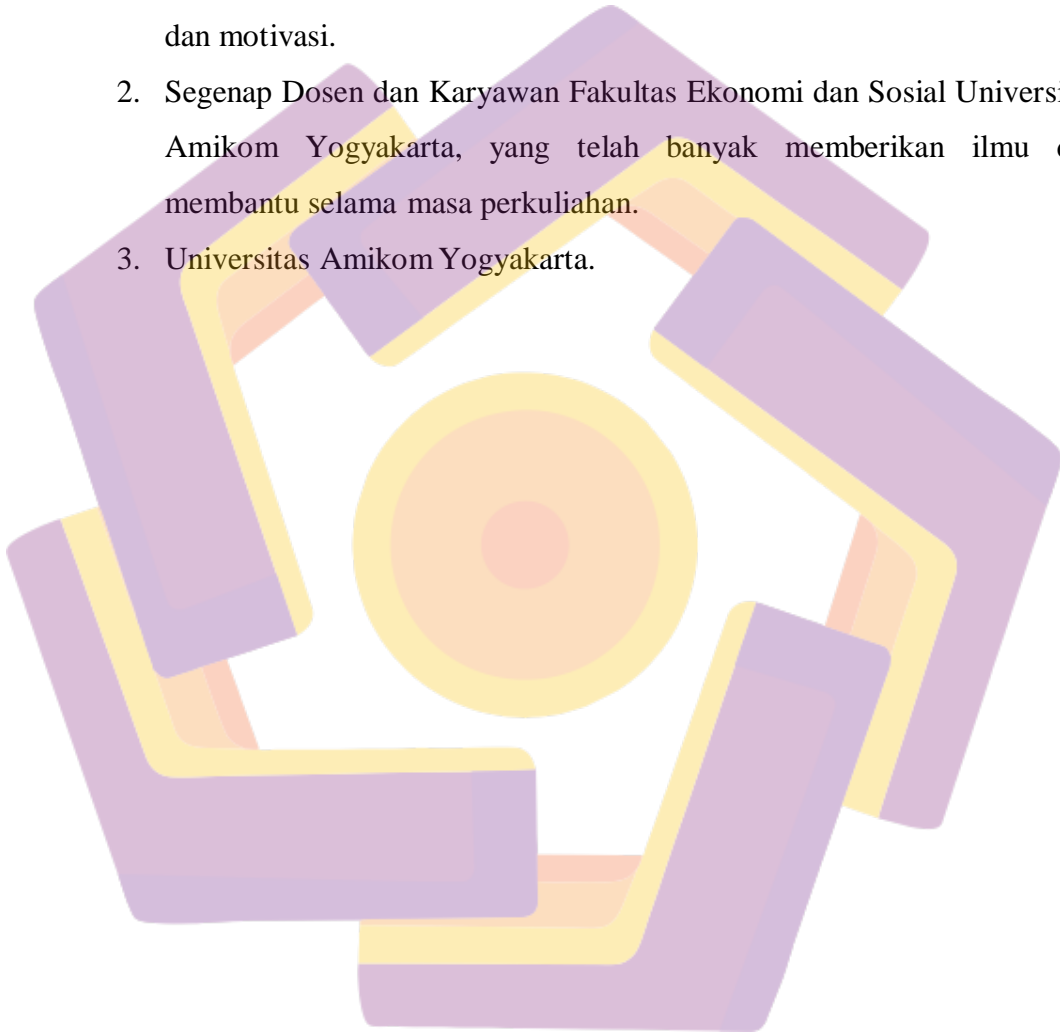 dan motivasi.
2. Segenap Dosen dan Karyawan Fakultas Ekonomi dan Sosial
Amikom Yogyakarta, yang telah banyak memberikan ilmu
membantu selama masa perkuliahan.
3. Universitas Amikom Yogyakarta.